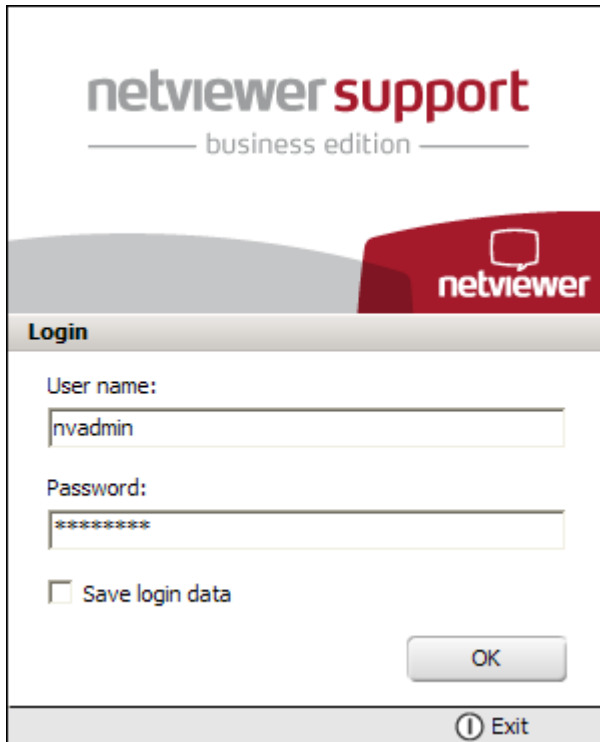 netviewer support
business edition
netviewer
Login
User name:
nvadmin
Password:
********
Save login data
OK
Exit